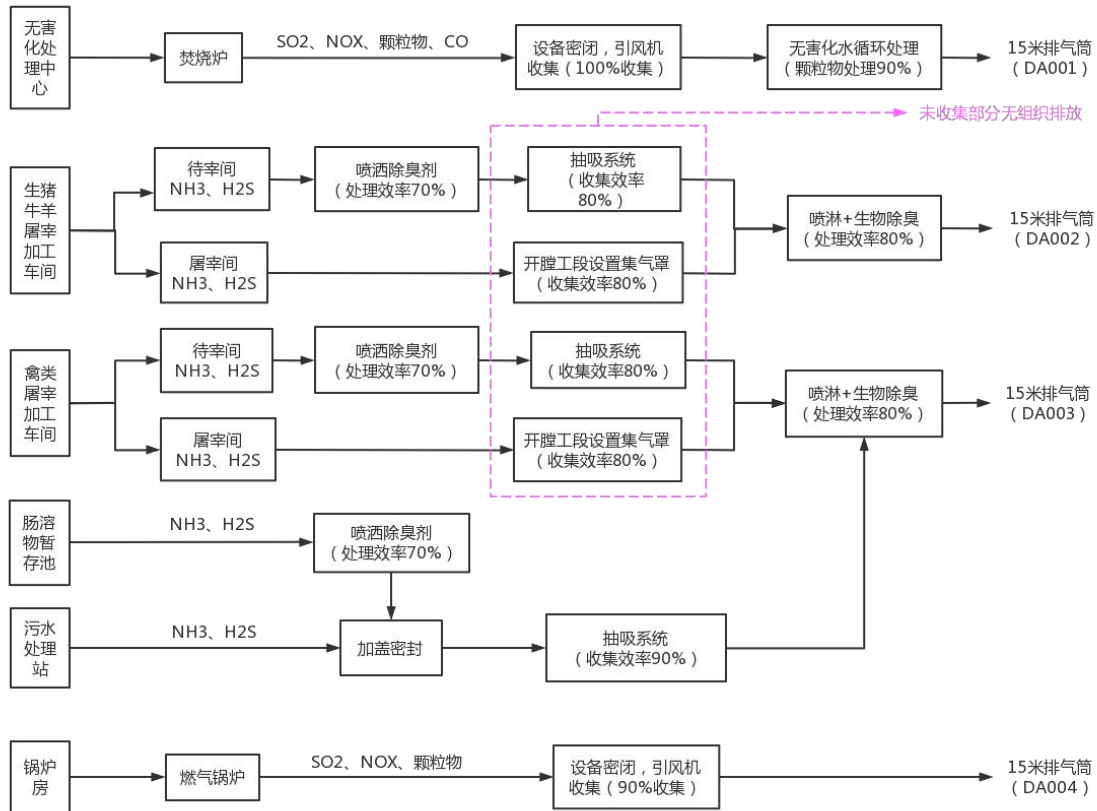 无害
化处
理中
心
焚烧炉
SO2、NOX、颗粒物、CO
设备密闭，引风机
收集（100%收集）
无害化水循环处理
（颗粒物处理90%）
15米排气筒
（DA001）
未收集部分无组织排放
生猪
牛羊
屠宰
加工
车间
待宰间
NH3、H2S
喷洒除臭剂
（处理效率70%）
抽吸系统
（收集效率
80%）
屠宰间
NH3、H2S
开膛工段设置集气罩
（收集效率80%）
喷淋+生物除臭
（处理效率80%）
15米排气筒
（DA002）
禽类
屠宰
加工
车间
待宰间
NH3、H2S
喷洒除臭剂
（处理效率70%）
抽吸系统
（收集效率80%）
屠宰间
NH3、H2S
开膛工段设置集气罩
（收集效率80%）
喷淋+生物除臭
（处理效率80%）
15米排气筒
（DA003）
肠溶
物暂
存池
NH3、H2S
喷洒除臭剂
（处理效率70%）
污水
处理
站
NH3、H2S
加盖密封
抽吸系统
（收集效率90%）
锅炉
房
燃气锅炉
SO2、NOX、颗粒物
设备密闭，引风机
收集（90%收集）
15米排气筒
（DA004）